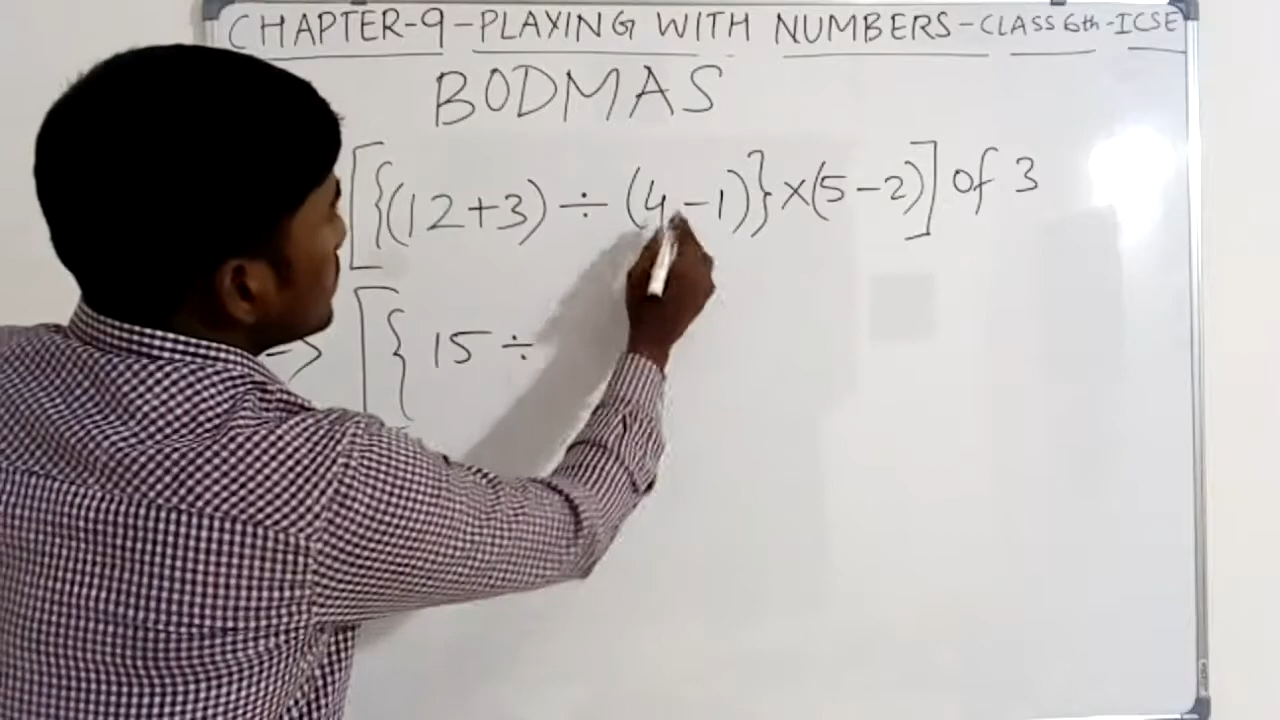 CHAPTER-9-PLAYING WITH NUMBERS-CLASS 6th-ICSE
BODMAS
[{(12+3) ÷ (4-1)}×(5-2)] of 3
→ [{ 15 ÷